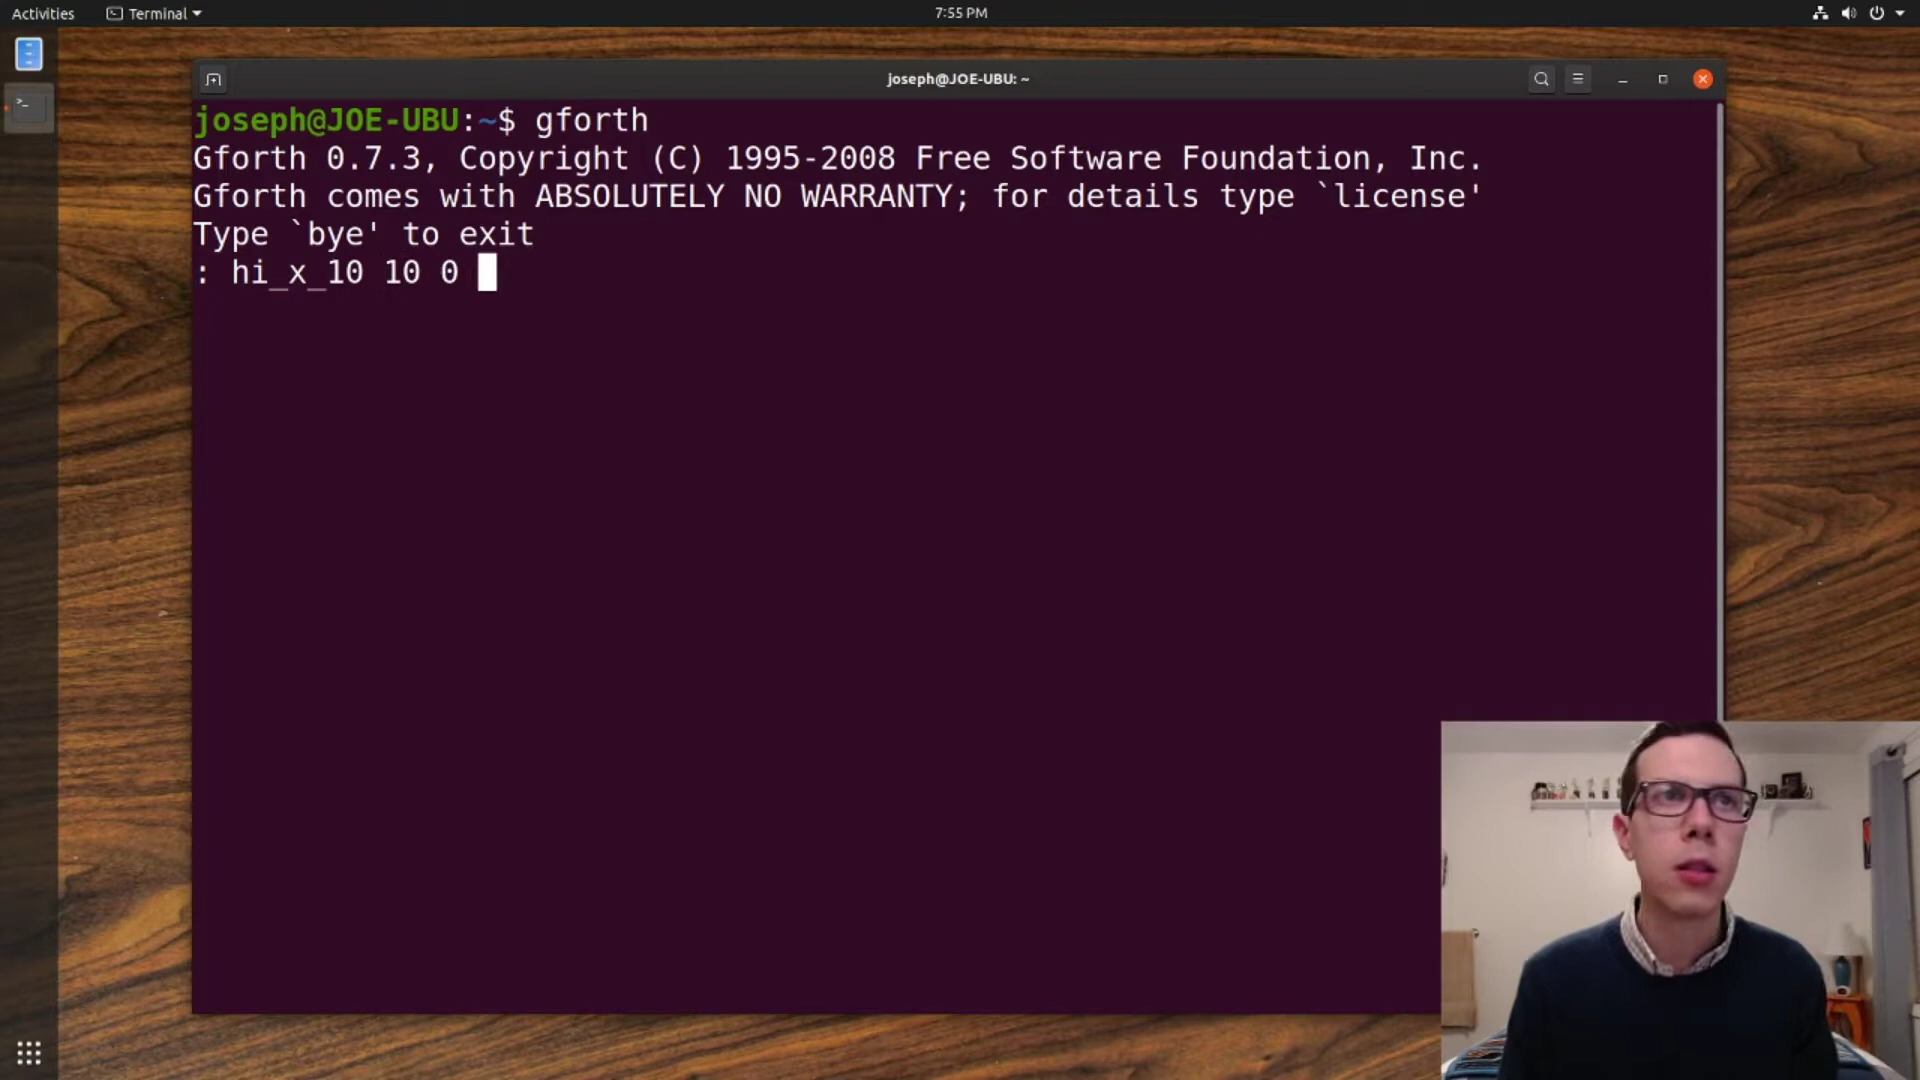 Activities
Terminal
7:55 PM
joseph@JOE-UBU: ~
joseph@JOE-UBU:~$ gforth
Gforth 0.7.3, Copyright (C) 1995-2008 Free Software Foundation, Inc.
Gforth comes with ABSOLUTELY NO WARRANTY; for details type `license'
Type `bye' to exit
: hi_x_10 10 0